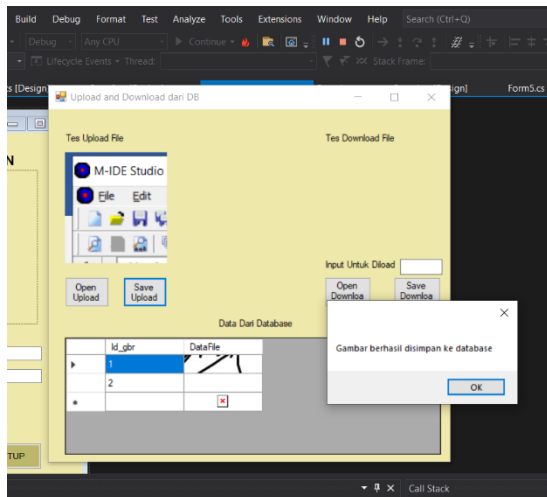 Build Debug Format Test Analyze Tools Extensions Window Help Search (Ctrl+Q)
Debug Any CPU Continue
Lifecycle Events Thread: Stack Frame:
s [Design] Form5.cs
Upload and Download dari DB
Tes Upload File
Tes Download File
M-IDE Studio
File Edit
Input Untuk Diload
Open Upload
Save Upload
Open Downloa
Save Downloa
Data Dari Database
Id_gbr DataFile
1
2
Gambar berhasil disimpan ke database
OK
TUP
Call Stack